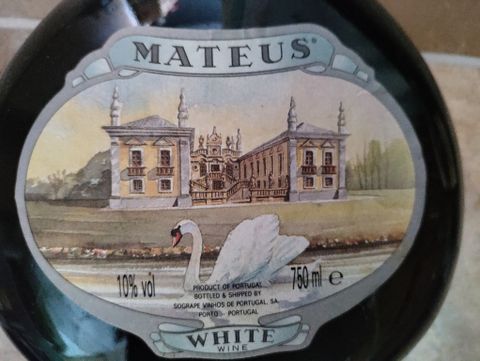 MATEUS®
10% vol
PRODUCT OF PORTUGAL
BOTTLED & SHIPPED BY
SOGRAPE VINHOS DE PORTUGAL, SA.
PORTO - PORTUGAL
750 ml e
WHITE
WINE